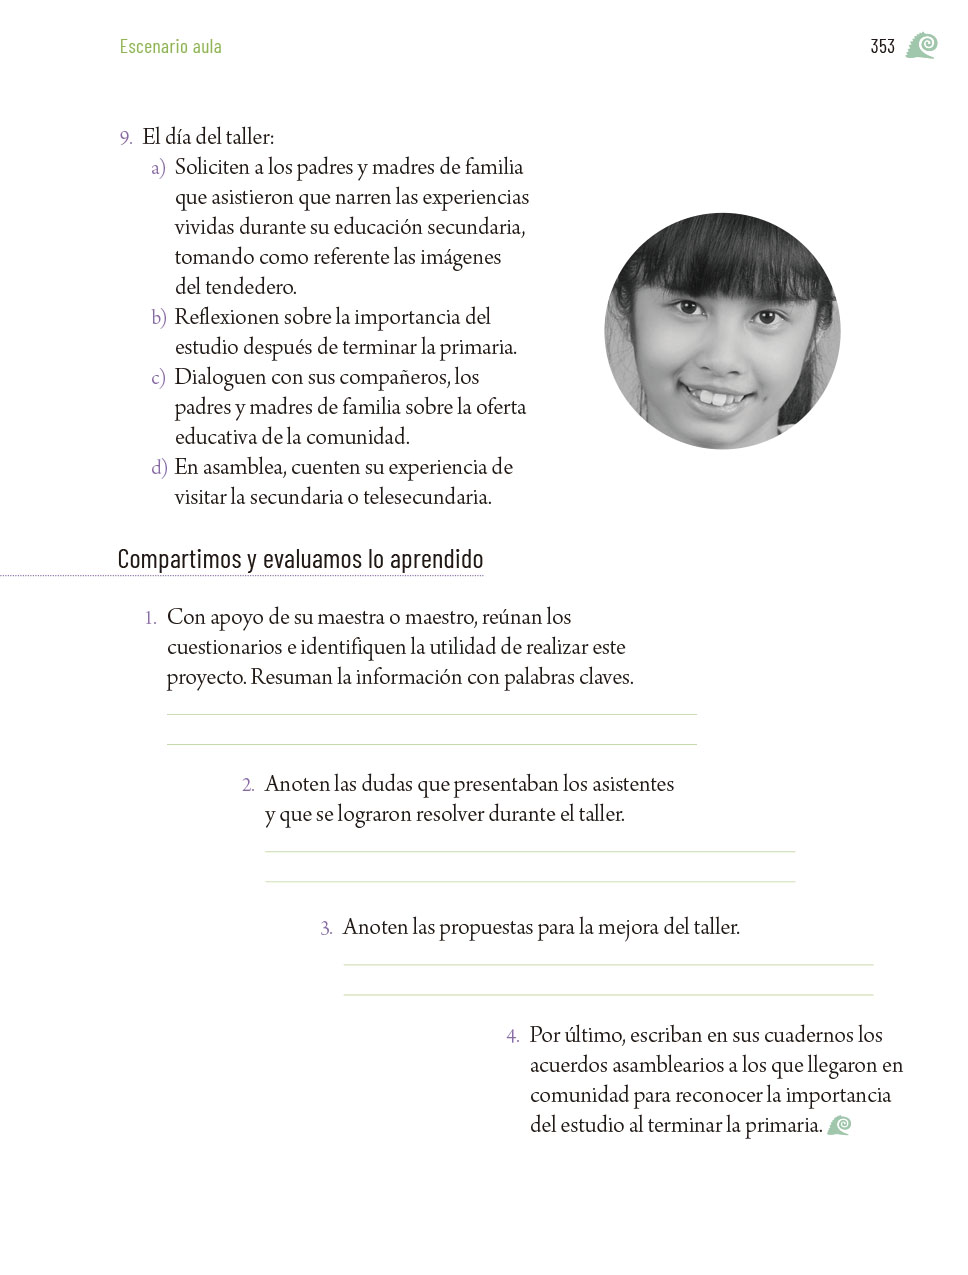 Escenario aula
353
9. El día del taller:
a) Soliciten a los padres y madres de familia
que asistieron que narren las experiencias
vividas durante su educación secundaria,
tomando como referente las imágenes
del tendedero.
b) Reflexionen sobre la importancia del
estudio después de terminar la primaria.
c) Dialoguen con sus compañeros, los
padres y madres de familia sobre la oferta
educativa de la comunidad.
d) En asamblea, cuenten su experiencia de
visitar la secundaria o telesecundaria.
Compartimos y evaluamos lo aprendido
1. Con apoyo de su maestra o maestro, reúnan los
cuestionarios e identifiquen la utilidad de realizar este
proyecto. Resuman la información con palabras claves.
2. Anoten las dudas que presentaban los asistentes
y que se lograron resolver durante el taller.
3. Anoten las propuestas para la mejora del taller.
4. Por último, escriban en sus cuadernos los
acuerdos asamblearios a los que llegaron en
comunidad para reconocer la importancia
del estudio al terminar la primaria.